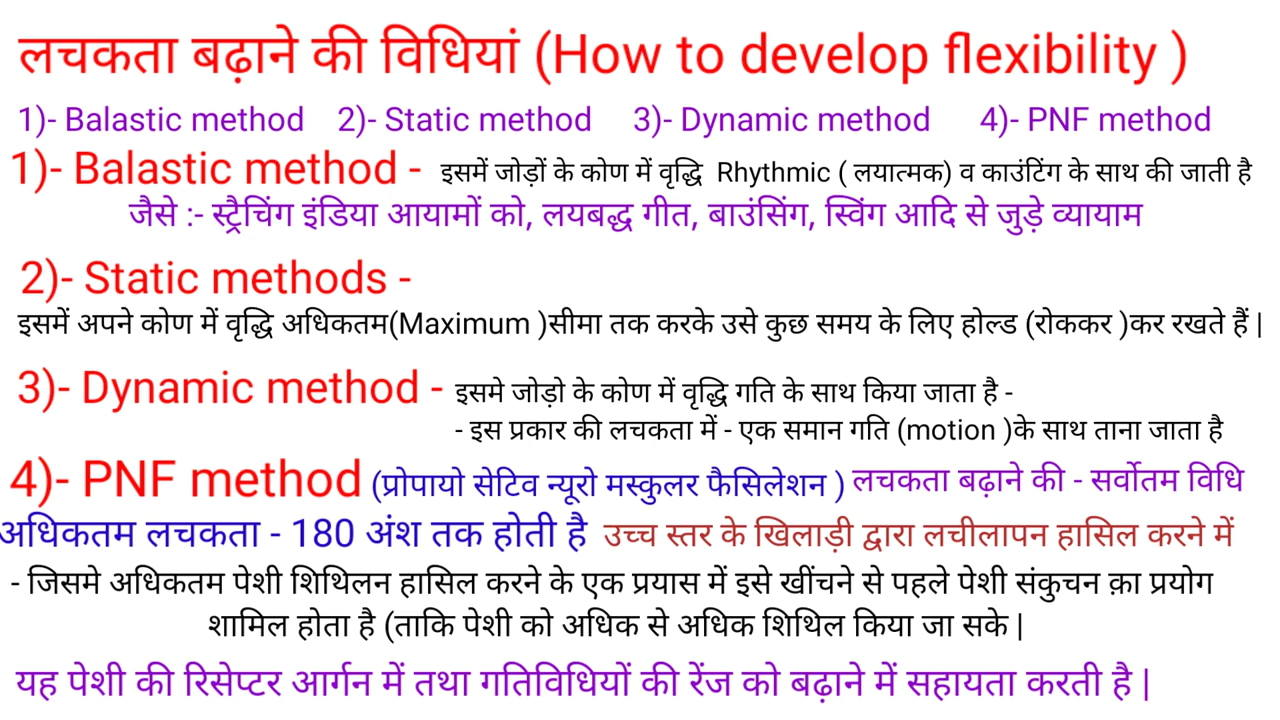 लचकता बढ़ाने की विधियां (How to develop flexibility )
1)- Balastic method 2)- Static method 3)- Dynamic method 4)- PNF method
1)- Balastic method - इसमें जोड़ों के कोण में वृद्धि Rhythmic ( लयात्मक) व काउंटिंग के साथ की जाती है
जैसे :- स्ट्रैचिंग इंडिया आयामों को, लयबद्ध गीत, बाउंसिंग, स्विंग आदि से जुड़े व्यायाम
2)- Static methods -
इसमें अपने कोण में वृद्धि अधिकतम(Maximum )सीमा तक करके उसे कुछ समय के लिए होल्ड (रोककर )कर रखते हैं |
3)- Dynamic method - इसमे जोड़ो के कोण में वृद्धि गति के साथ किया जाता है -
- इस प्रकार की लचकता में - एक समान गति (motion )के साथ ताना जाता है
4)- PNF method (प्रोपायो सेटिव न्यूरो मस्कुलर फैसिलेशन ) लचकता बढ़ाने की - सर्वोतम विधि
अधिकतम लचकता - 180 अंश तक होती है उच्च स्तर के खिलाड़ी द्वारा लचीलापन हासिल करने में
- जिसमे अधिकतम पेशी शिथिलन हासिल करने के एक प्रयास में इसे खींचने से पहले पेशी संकुचन क़ा प्रयोग
शामिल होता है (ताकि पेशी को अधिक से अधिक शिथिल किया जा सके |
यह पेशी की रिसेप्टर आर्गन में तथा गतिविधियों की रेंज को बढ़ाने में सहायता करती है |